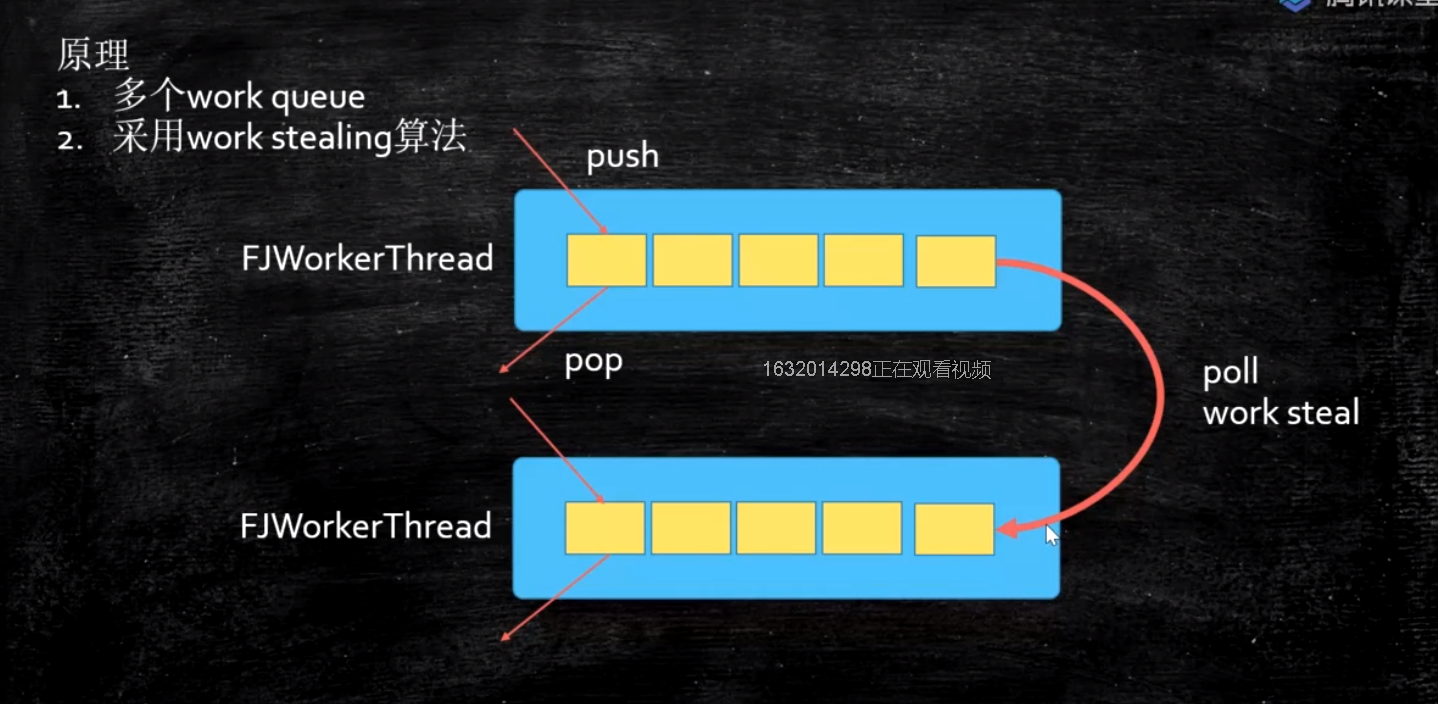 原理
1. 多个work queue
2. 采用work stealing算法
push
FJWorkerThread
pop
1632014298正在观看视频
poll
work steal
FJWorkerThread